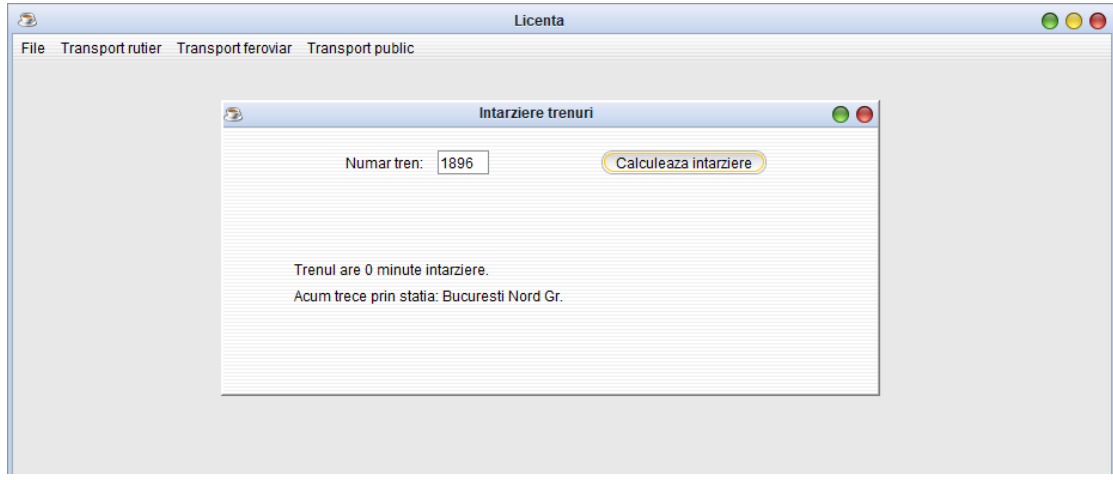 Licenta
File Transport rutier Transport feroviar Transport public
Intarziere trenuri
Numar tren: 1896 Calculeaza intarziere
Trenul are 0 minute intarziere.
Acum trece prin statia: Bucuresti Nord Gr.